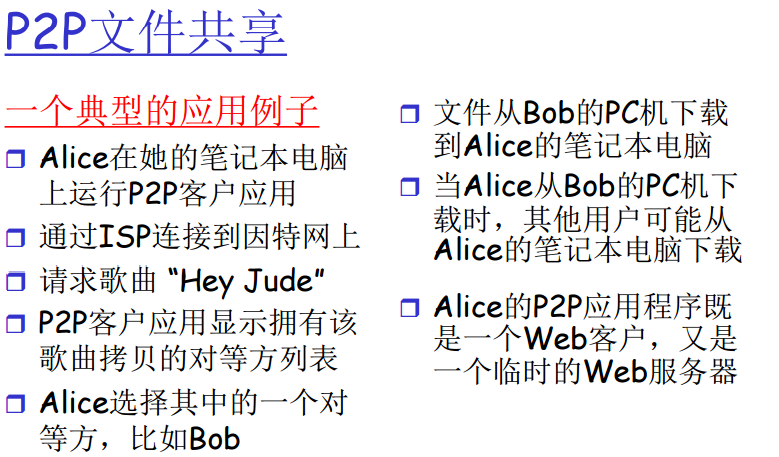 P2P文件共享
一个典型的应用例子
Alice在她的笔记本电脑
上运行P2P客户应用
通过ISP连接到因特网上
请求歌曲 “Hey Jude”
P2P客户应用显示拥有该
歌曲拷贝的对等方列表
Alice选择其中的一个对
等方，比如Bob
文件从Bob的PC机下载
到Alice的笔记本电脑
当Alice从Bob的PC机下
载时，其他用户可能从
Alice的笔记本电脑下载
Alice的P2P应用程序既
是一个Web客户，又是
一个临时的Web服务器